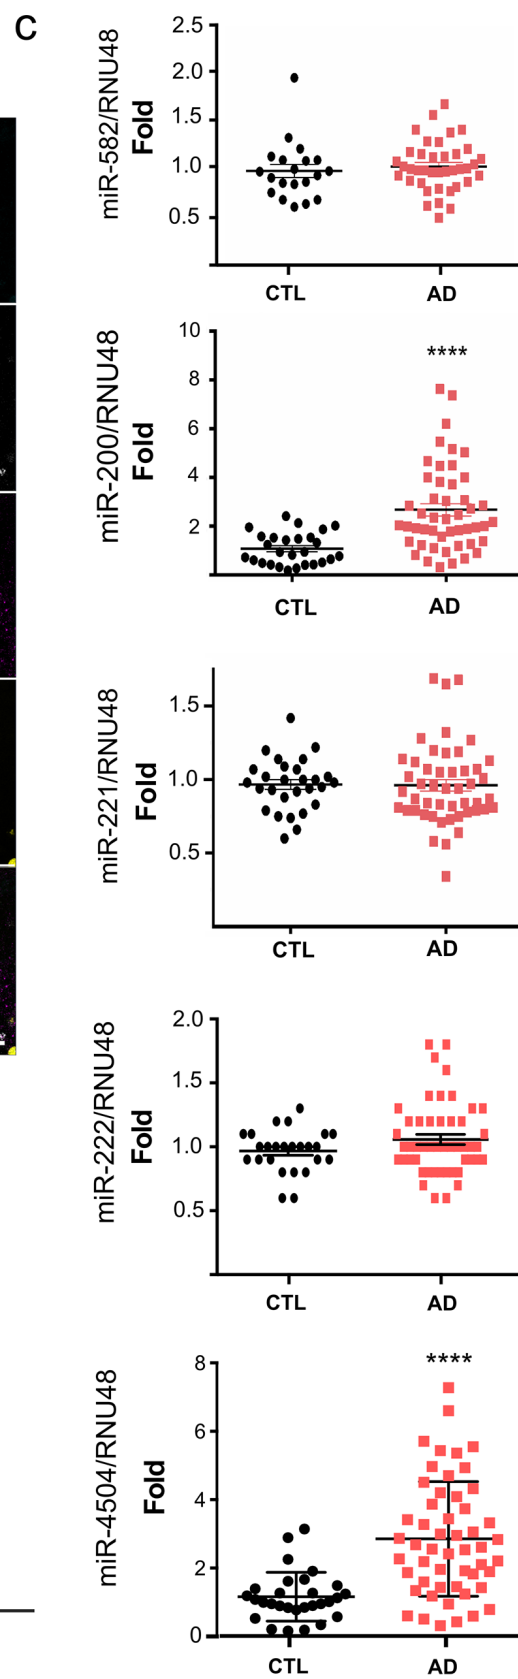 C
miR-582/RNU48
Fold
2.5
2.0
1.5
1.0
0.5
CTL
AD
miR-200/RNU48
Fold
10
8
6
4
2
****
CTL
AD
miR-221/RNU48
Fold
1.5
1.0
0.5
CTL
AD
miR-222/RNU48
Fold
2.0
1.5
1.0
0.5
CTL
AD
miR-4504/RNU48
Fold
8
6
4
2
0
****
CTL
AD